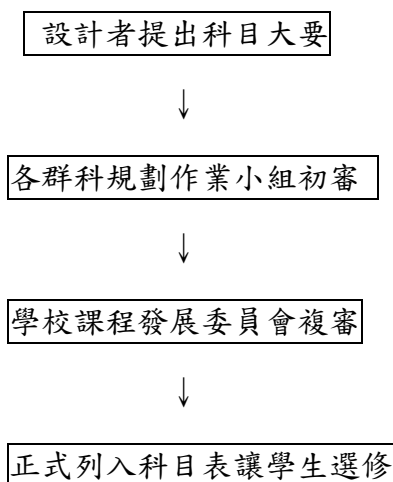 設計者提出科目大要
↓
各群科規劃作業小組初審
↓
學校課程發展委員會複審
↓
正式列入科目表讓學生選修